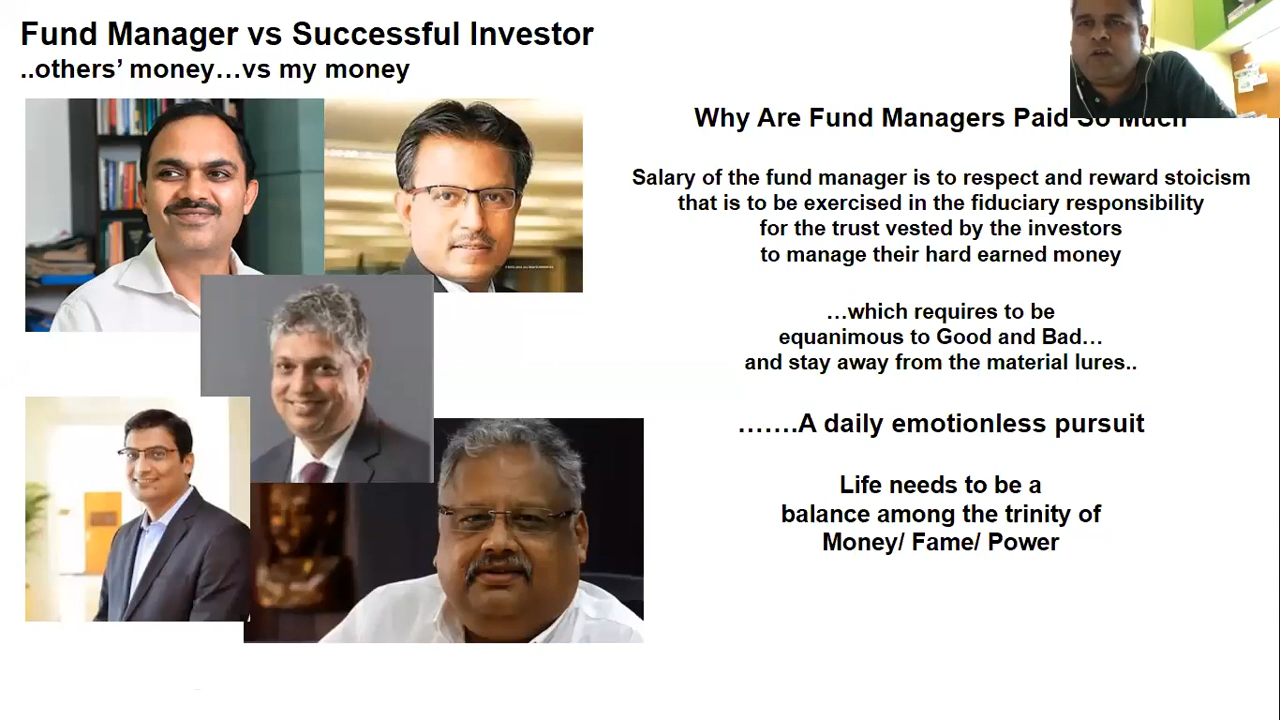 Fund Manager vs Successful Investor
..others’ money…vs my money
Why Are Fund Managers Paid So Much
Salary of the fund manager is to respect and reward stoicism
that is to be exercised in the fiduciary responsibility
for the trust vested by the investors
to manage their hard earned money
…which requires to be
equanimous to Good and Bad…
and stay away from the material lures..
…….A daily emotionless pursuit
Life needs to be a
balance among the trinity of
Money/ Fame/ Power